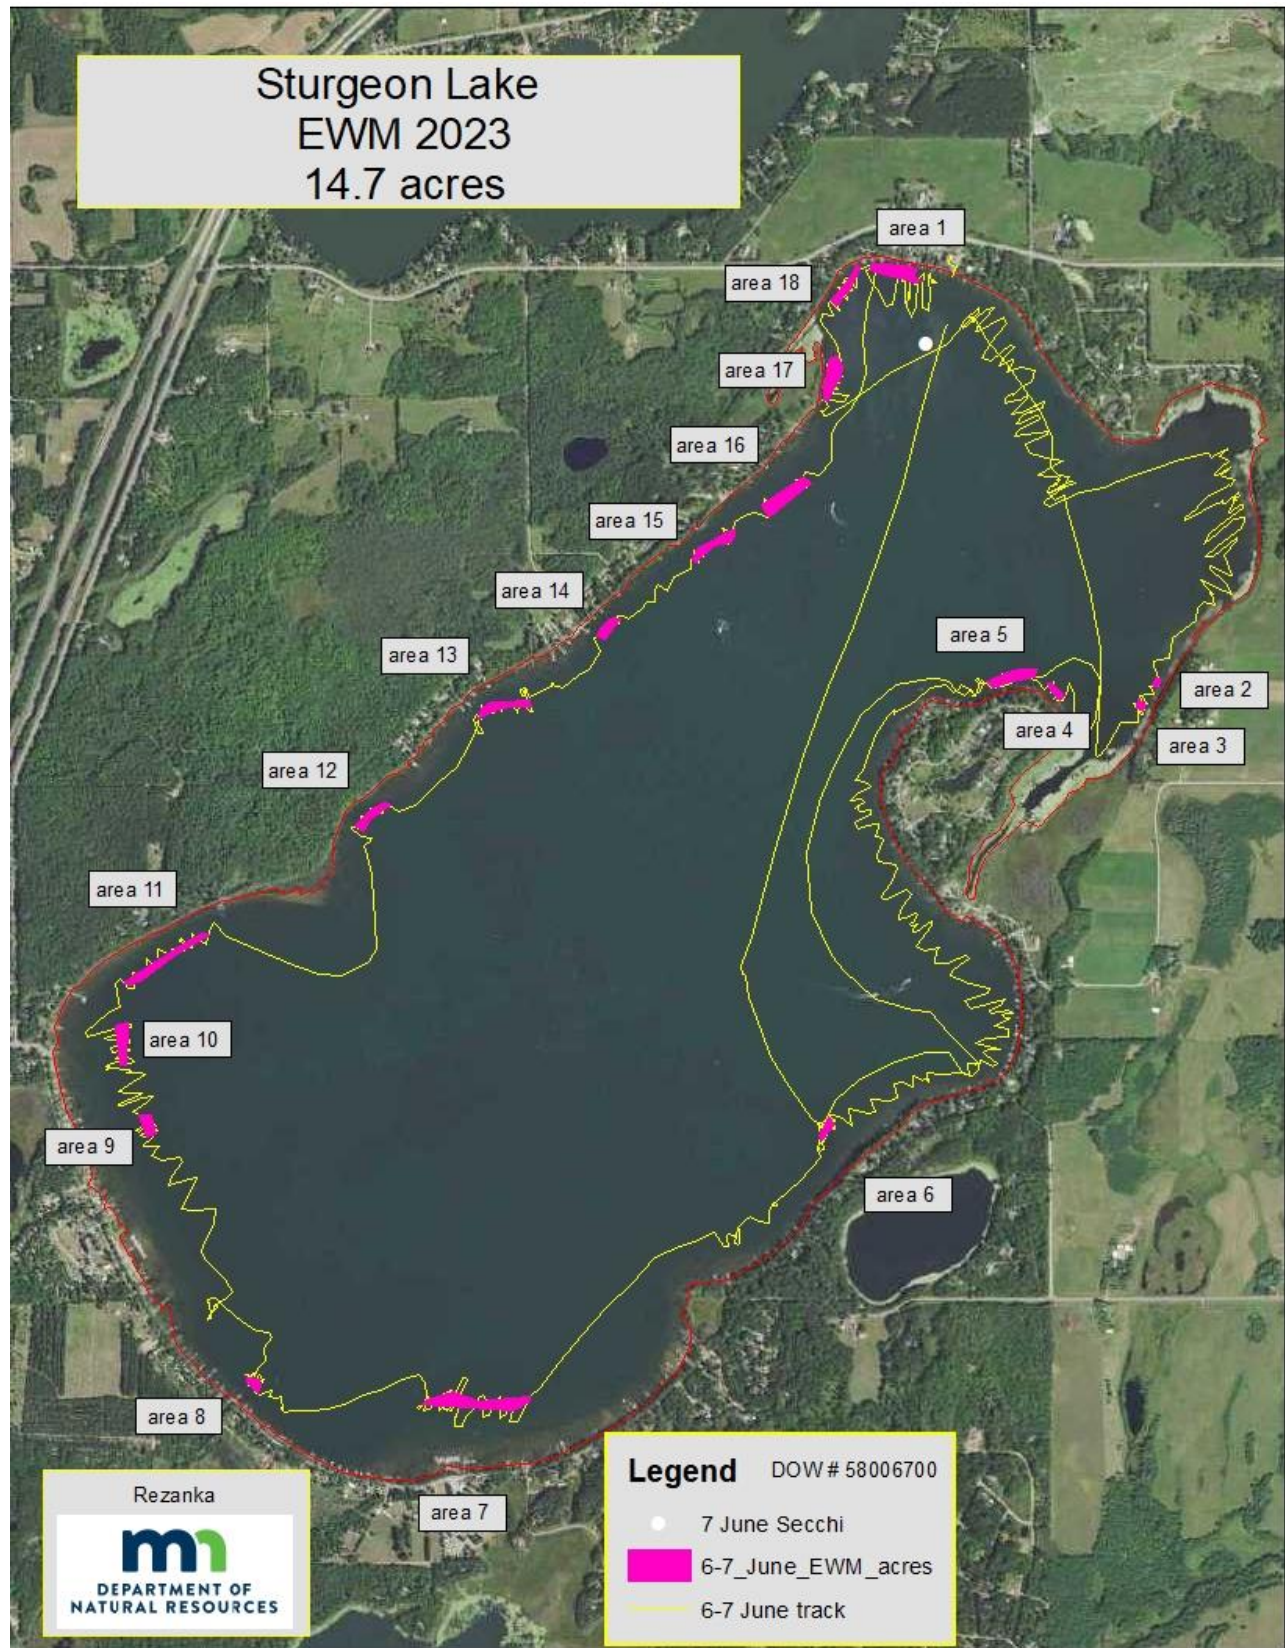 Sturgeon Lake
EWM 2023
14.7 acres
area 1
area 18
area 17
area 16
area 15
area 14
area 13
area 5
area 2
area 4
area 3
area 12
area 11
area 10
area 9
area 6
area 8
area 7
Rezanka
mn
DEPARTMENT OF
NATURAL RESOURCES
Legend DOW # 58006700
7 June Secchi
6-7_June_EWM_acres
6-7 June track